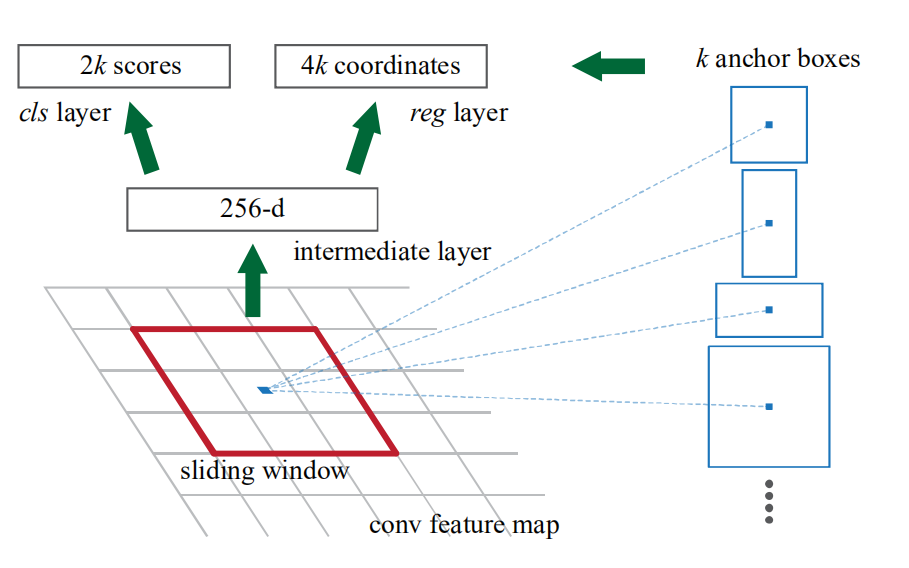 2k scores
4k coordinates
k anchor boxes
cls layer
reg layer
256-d
intermediate layer
sliding window
conv feature map